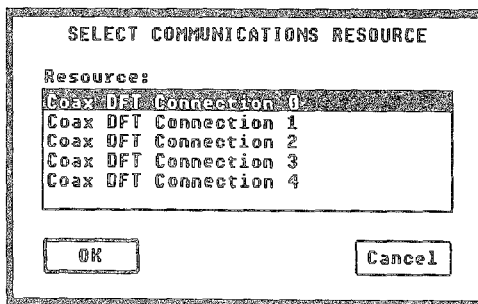 SELECT COMMUNICATIONS RESOURCE
Resource:
Coax DFT Connection 0
Coax DFT Connection 1
Coax DFT Connection 2
Coax DFT Connection 3
Coax DFT Connection 4
OK Cancel